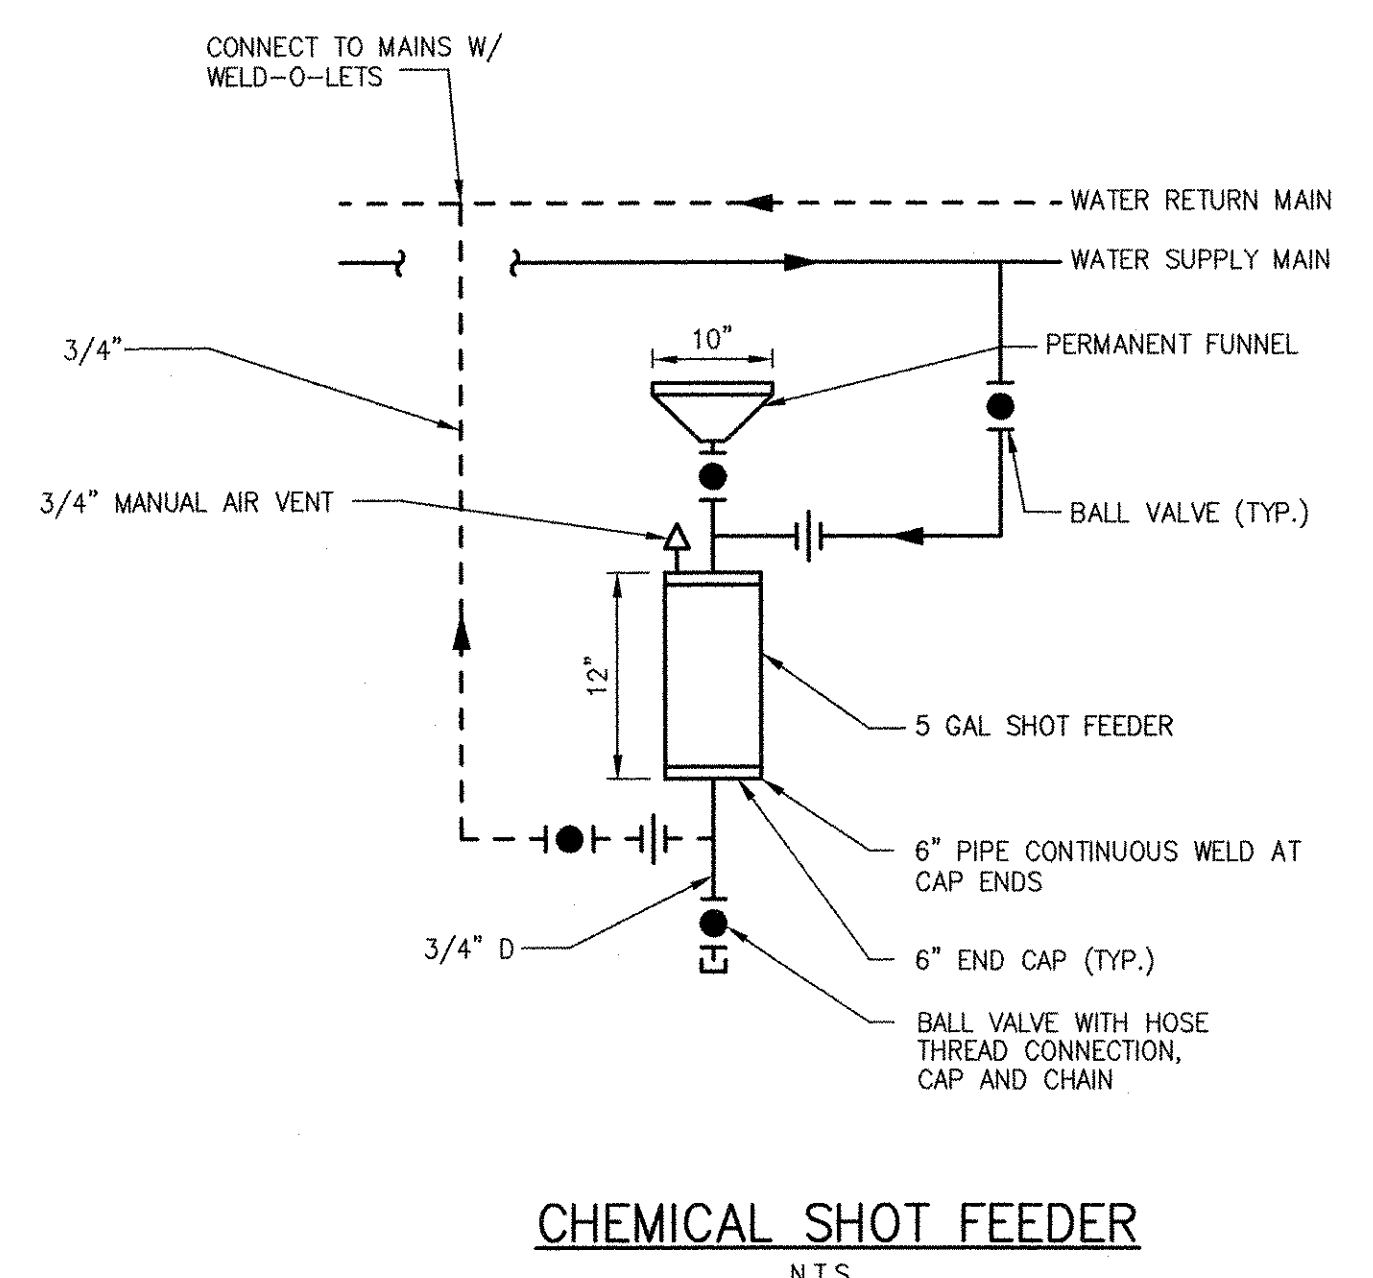 CONNECT TO MAINS W/
WELD-O-LETS
WATER RETURN MAIN
WATER SUPPLY MAIN
10"
PERMANENT FUNNEL
3/4"
3/4" MANUAL AIR VENT
BALL VALVE (TYP.)
12"
5 GAL SHOT FEEDER
6" PIPE CONTINUOUS WELD AT
CAP ENDS
3/4" D
6" END CAP (TYP.)
BALL VALVE WITH HOSE
THREAD CONNECTION,
CAP AND CHAIN
CHEMICAL SHOT FEEDER
N.T.S.